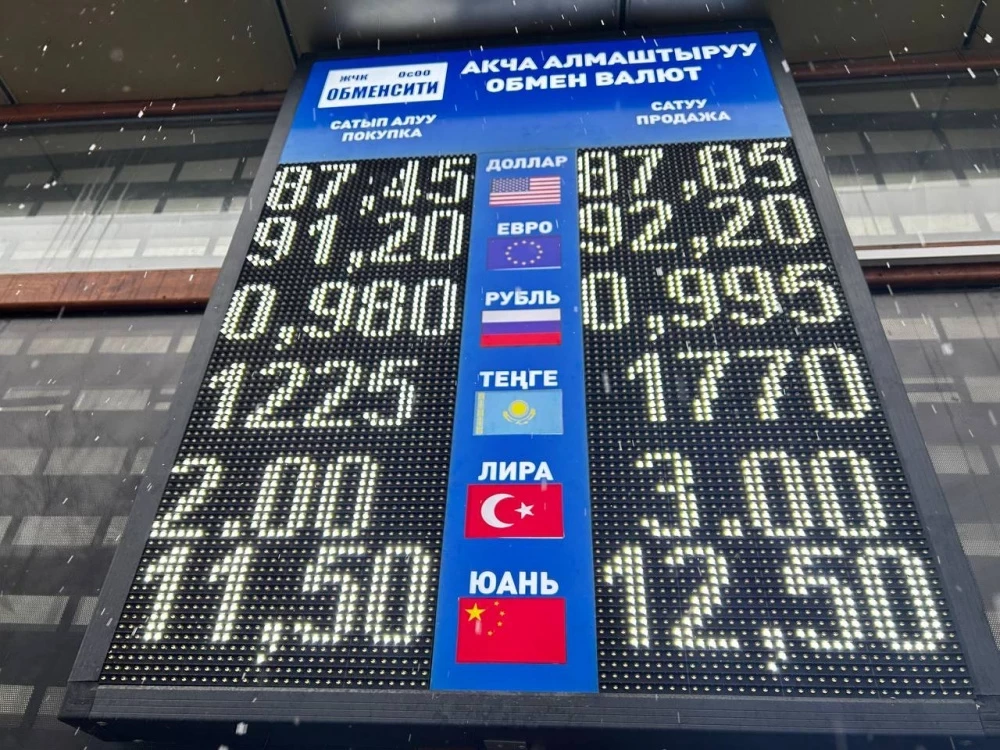 ЖЧК ОсОО
ОБМЕНСИТИ
АКЧА АЛМАШТЫРУУ
ОБМЕН ВАЛЮТ
САТЫП АЛУУ
ПОКУПКА
САТУУ
ПРОДАЖА
87,45 ДОЛЛАР 87,85
91,20 ЕВРО 92,20
0,980 РУБЛЬ 0,995
1225 ТЕҢГЕ 1770
2,00 ЛИРА 3,00
11,50 ЮАНЬ 12,50